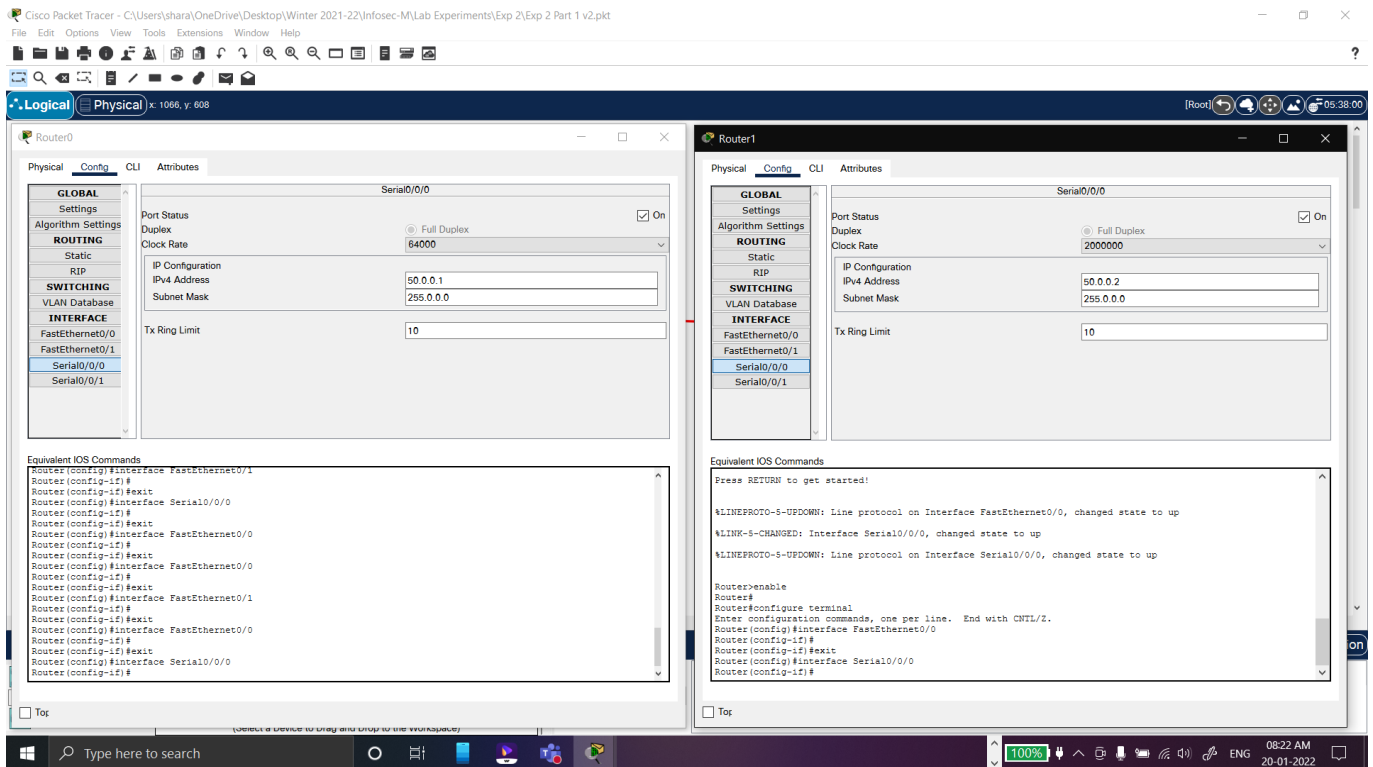 Cisco Packet Tracer - C:\Users\shara\OneDrive\Desktop\Winter 2021-22\Infosec-M\Lab Experiments\Exp 2\Exp 2 Part 1 v2.pkt
File Edit Options View Tools Extensions Window Help
?
Logical Physical x: 1066, y: 608 [Root] 05:38:00
Router0
Physical Config CLI Attributes
GLOBAL
Settings
Algorithm Settings
ROUTING
Static
RIP
SWITCHING
VLAN Database
INTERFACE
FastEthernet0/0
FastEthernet0/1
Serial0/0/0
Serial0/0/1
Serial0/0/0
Port Status On
Duplex Full Duplex
Clock Rate 64000
IP Configuration
IPv4 Address 50.0.0.1
Subnet Mask 255.0.0.0
Tx Ring Limit 10
Equivalent IOS Commands
Router(config)#interface FastEthernet0/1
Router(config-if)#
Router(config-if)#exit
Router(config)#interface Serial0/0/0
Router(config-if)#
Router(config-if)#exit
Router(config)#interface FastEthernet0/0
Router(config-if)#
Router(config-if)#exit
Router(config)#interface FastEthernet0/0
Router(config-if)#
Router(config-if)#exit
Router(config)#interface FastEthernet0/1
Router(config-if)#
Router(config-if)#exit
Router(config)#interface FastEthernet0/0
Router(config-if)#
Router(config-if)#exit
Router(config)#interface Serial0/0/0
Router(config-if)#
Top
Router1
Physical Config CLI Attributes
GLOBAL
Settings
Algorithm Settings
ROUTING
Static
RIP
SWITCHING
VLAN Database
INTERFACE
FastEthernet0/0
FastEthernet0/1
Serial0/0/0
Serial0/0/1
Serial0/0/0
Port Status On
Duplex Full Duplex
Clock Rate 2000000
IP Configuration
IPv4 Address 50.0.0.2
Subnet Mask 255.0.0.0
Tx Ring Limit 10
Equivalent IOS Commands
Press RETURN to get started!
%LINEPROTO-5-UPDOWN: Line protocol on Interface FastEthernet0/0, changed state to up
%LINK-5-CHANGED: Interface Serial0/0/0, changed state to up
%LINEPROTO-5-UPDOWN: Line protocol on Interface Serial0/0/0, changed state to up
Router>enable
Router#
Router#configure terminal
Enter configuration commands, one per line. End with CNTL/Z.
Router(config)#interface FastEthernet0/0
Router(config-if)#
Router(config-if)#exit
Router(config)#interface Serial0/0/0
Router(config-if)#
Top
on
(Select a Device to Drag and Drop to the Workspace)
Type here to search
100% ENG 08:22 AM
20-01-2022